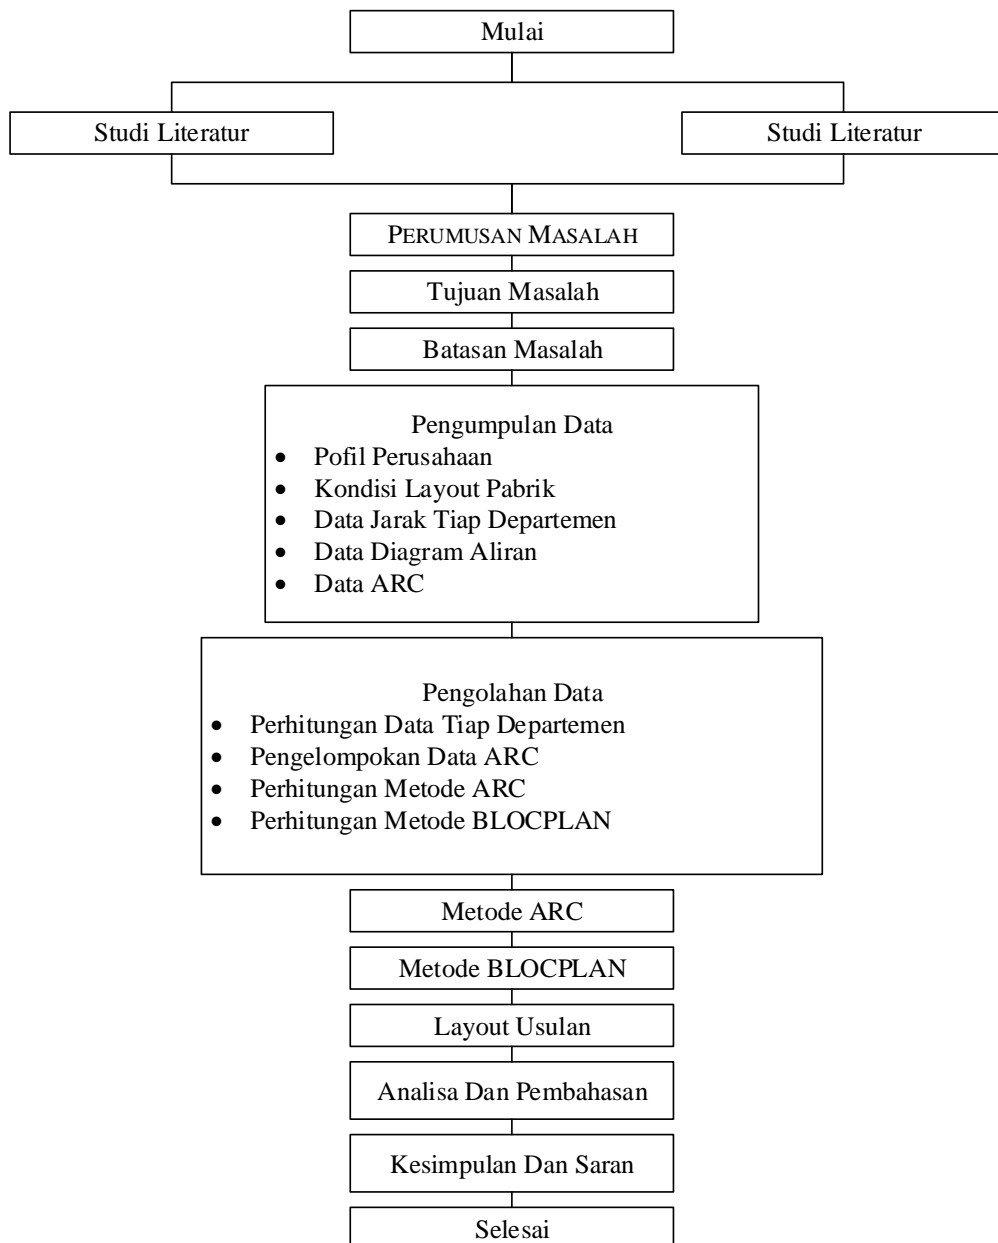 Mulai
Studi Literatur
Studi Literatur
PERUMUSAN MASALAH
Tujuan Masalah
Batasan Masalah
Pengumpulan Data
• Pofil Perusahaan
• Kondisi Layout Pabrik
• Data Jarak Tiap Departemen
• Data Diagram Aliran
• Data ARC
Pengolahan Data
• Perhitungan Data Tiap Departemen
• Pengelompokan Data ARC
• Perhitungan Metode ARC
• Perhitungan Metode BLOCPLAN
Metode ARC
Metode BLOCPLAN
Layout Usulan
Analisa Dan Pembahasan
Kesimpulan Dan Saran
Selesai